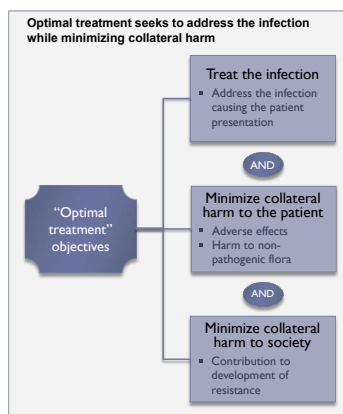 Optimal treatment seeks to address the infection
while minimizing collateral harm
Treat the infection
▪ Address the infection
causing the patient
presentation
AND
"Optimal
treatment"
objectives
Minimize collateral
harm to the patient
▪ Adverse effects
▪ Harm to non-
pathogenic flora
AND
Minimize collateral
harm to society
▪ Contribution to
development of
resistance